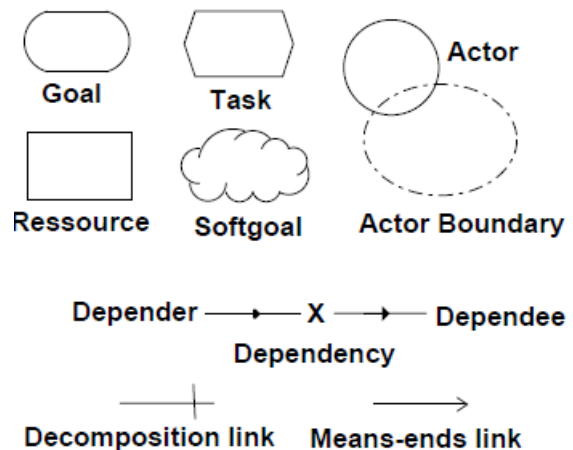 Goal
Task
Actor
Ressource
Softgoal
Actor Boundary
Depender X Dependee
Dependency
Decomposition link
Means-ends link